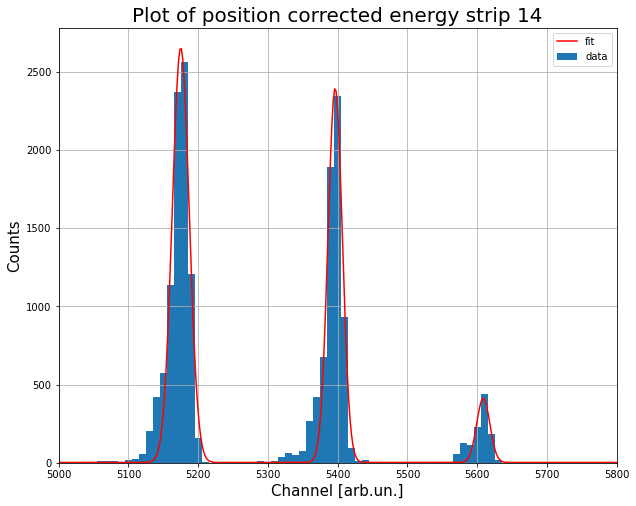 Plot of position corrected energy strip 14
fit
data
2500
2000
1500
1000
500
0
Counts
5000 5100 5200 5300 5400 5500 5600 5700 5800
Channel [arb.un.]